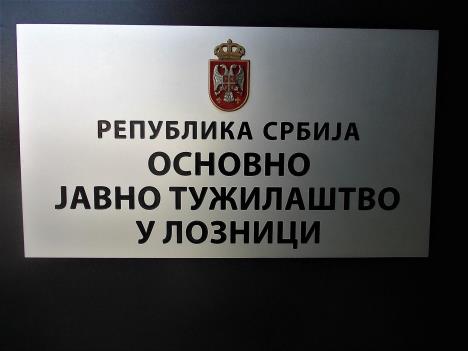 РЕПУБЛИКА СРБИЈА
ОСНОВНО
ЈАВНО ТУЖИЛАШТВО
У ЛОЗНИЦИ